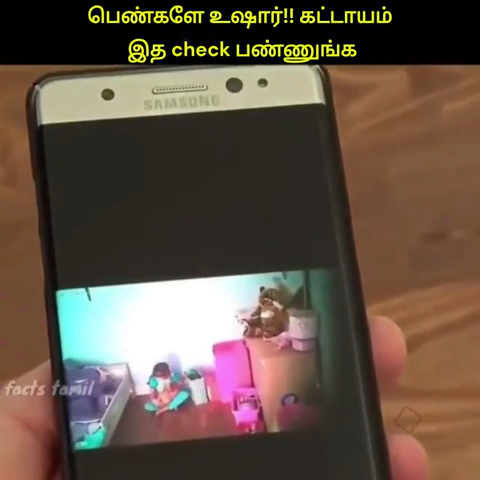 பெண்களே உஷார்!! கட்டாயம்
இத check பண்ணுங்க
SAMSUNG
facts tamil